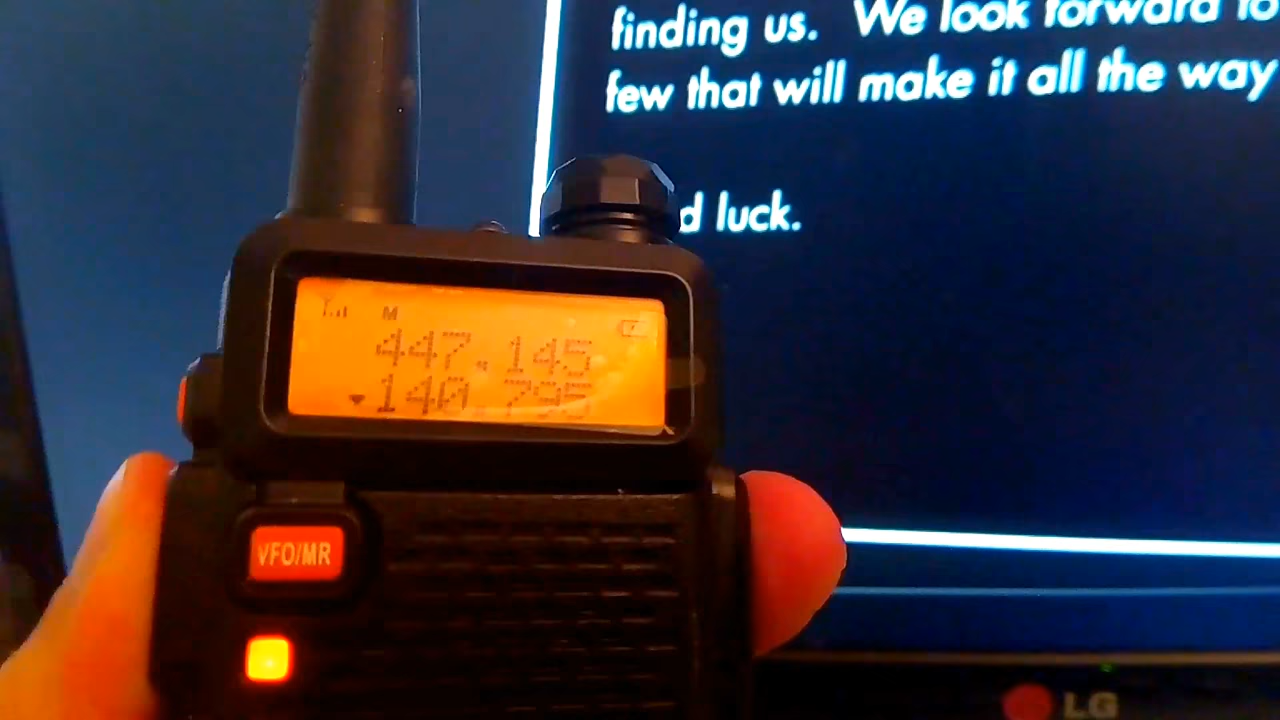 finding us. We look forward to
few that will make it all the way
d luck.
M
447.145
140.795
VFO/MR
LG